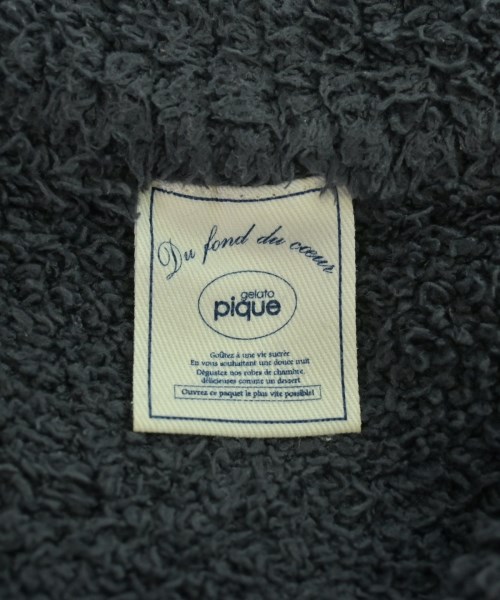 Du fond du cœur
gelato
pique
Goûtez à une vie sucrée
En vous souhaitant une douce nuit
Dégustez nos robes de chambre,
délicieuses comme un dessert
Ouvrez ce paquet le plus vite possible!